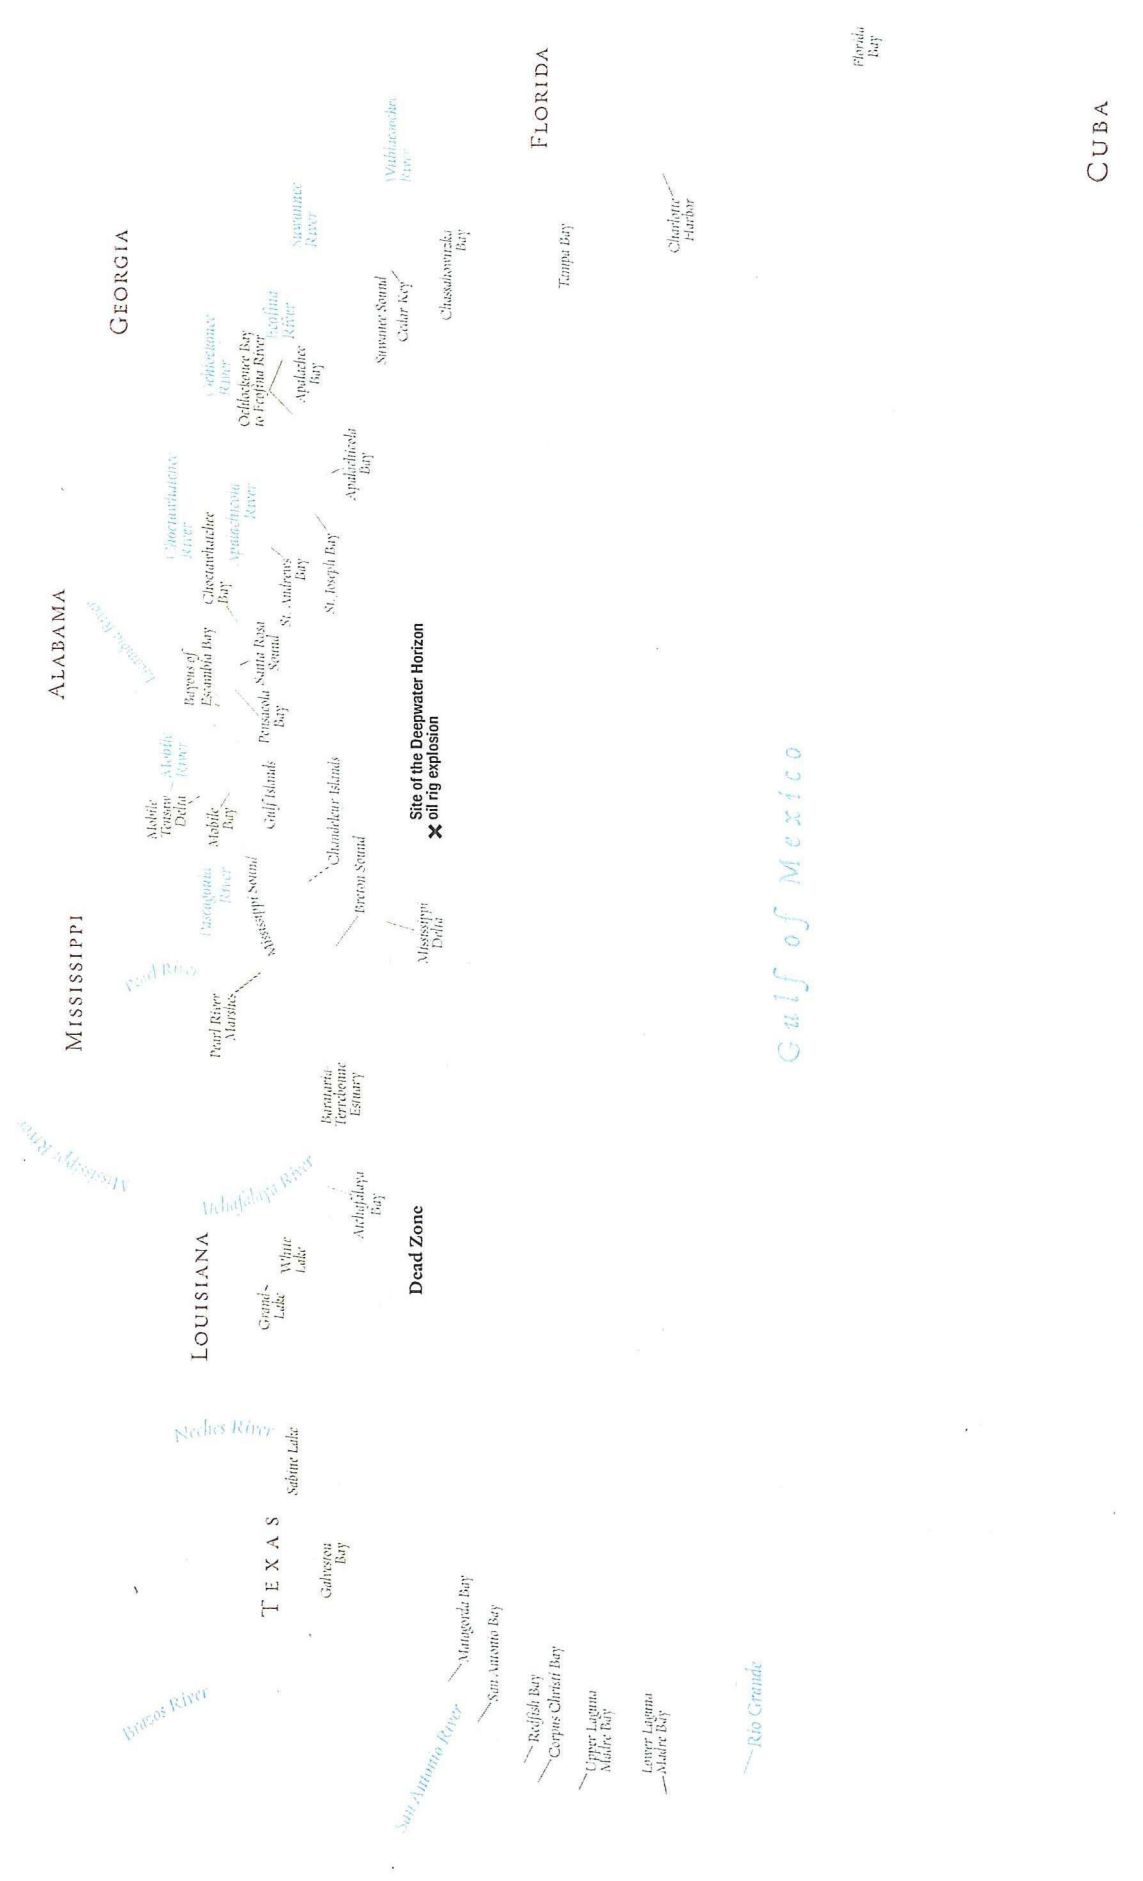 ALABAMA
MISSISSIPPI
GEORGIA
LOUISIANA
TEXAS
FLORIDA
CUBA
Gulf of Mexico
Brazos River
San Antonio River
Rio Grande
Neches River
Atchafalaya River
Mississippi River
Pearl River
Pascagoula
River
Mobile
River
Escambia River
Choctawhatchee
River
Apalachicola
River
Ochlockonee
River
Ecofina
River
Suwannee
River
Withlacoochee
River
Lower Laguna
Madre Bay
Upper Laguna
Madre Bay
Corpus Christi Bay
Redfish Bay
San Antonio Bay
Matagorda Bay
Galveston
Bay
Sabine Lake
Grand
Lake
White
Lake
Atchafalaya
Bay
Dead Zone
Barataria
Terrebonne
Estuary
Pearl River
Marshes
Mississippi Sound
Mississippi
Delta
Breton Sound
Chandeleur Islands
Gulf Islands
Mobile
Tensaw
Delta
Mobile
Bay
Site of the Deepwater Horizon
oil rig explosion
Pensacola
Bay
Bayous of
Escambia Bay
Santa Rosa
Sound
Choctawhatchee
Bay
St. Andrews
Bay
St. Joseph Bay
Apalachicola
Bay
Ochlockonee Bay
to Ecofina River
Apalachee
Bay
Suwanee Sound
Cedar Key
Chassahowitzka
Bay
Tampa Bay
Charlotte
Harbor
Florida
Bay